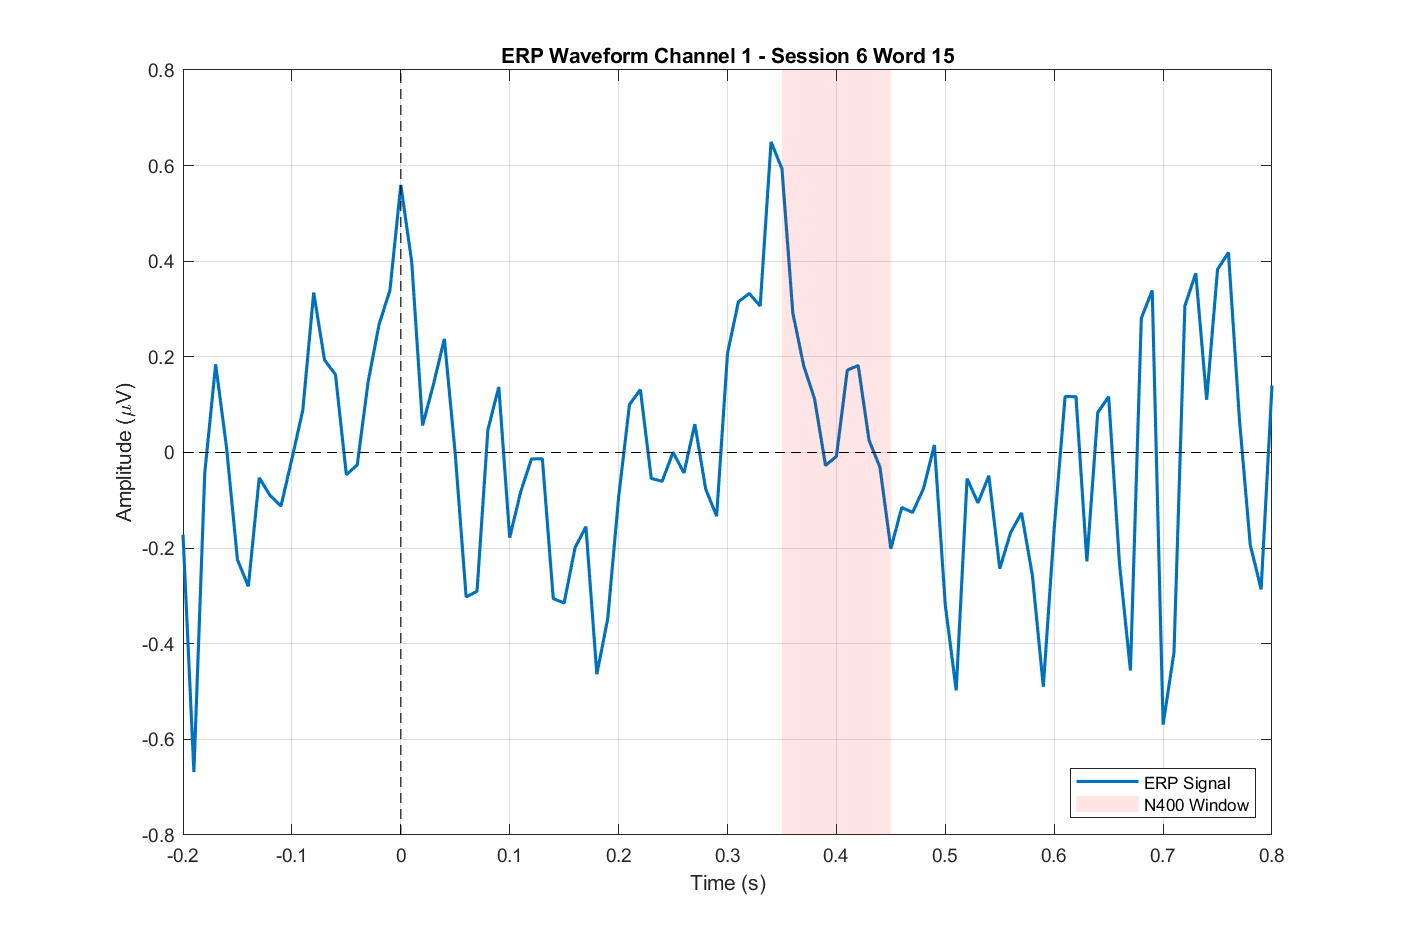 ERP Waveform Channel 1 - Session 6 Word 15
0.8
0.6
0.4
0.2
0
-0.2
-0.4
-0.6
-0.8
Amplitude (μV)
-0.2 -0.1 0 0.1 0.2 0.3 0.4 0.5 0.6 0.7 0.8
Time (s)
ERP Signal
N400 Window